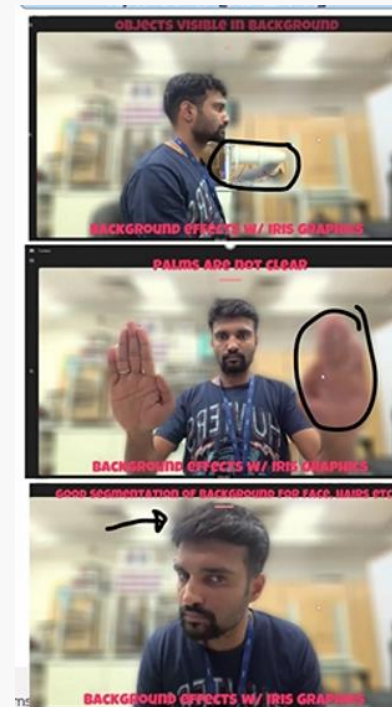 OBJECTS VISIBLE IN BACKGROUND
BACKGROUND EFFECTS W/ IRIS GRAPHICS
PALMS ARE NOT CLEAR
BACKGROUND EFFECTS W/ IRIS GRAPHICS
GOOD SEGMENTATION OF BACKGROUND FOR FACE, HAIRS ETC
BACKGROUND EFFECTS W/ IRIS GRAPHICS